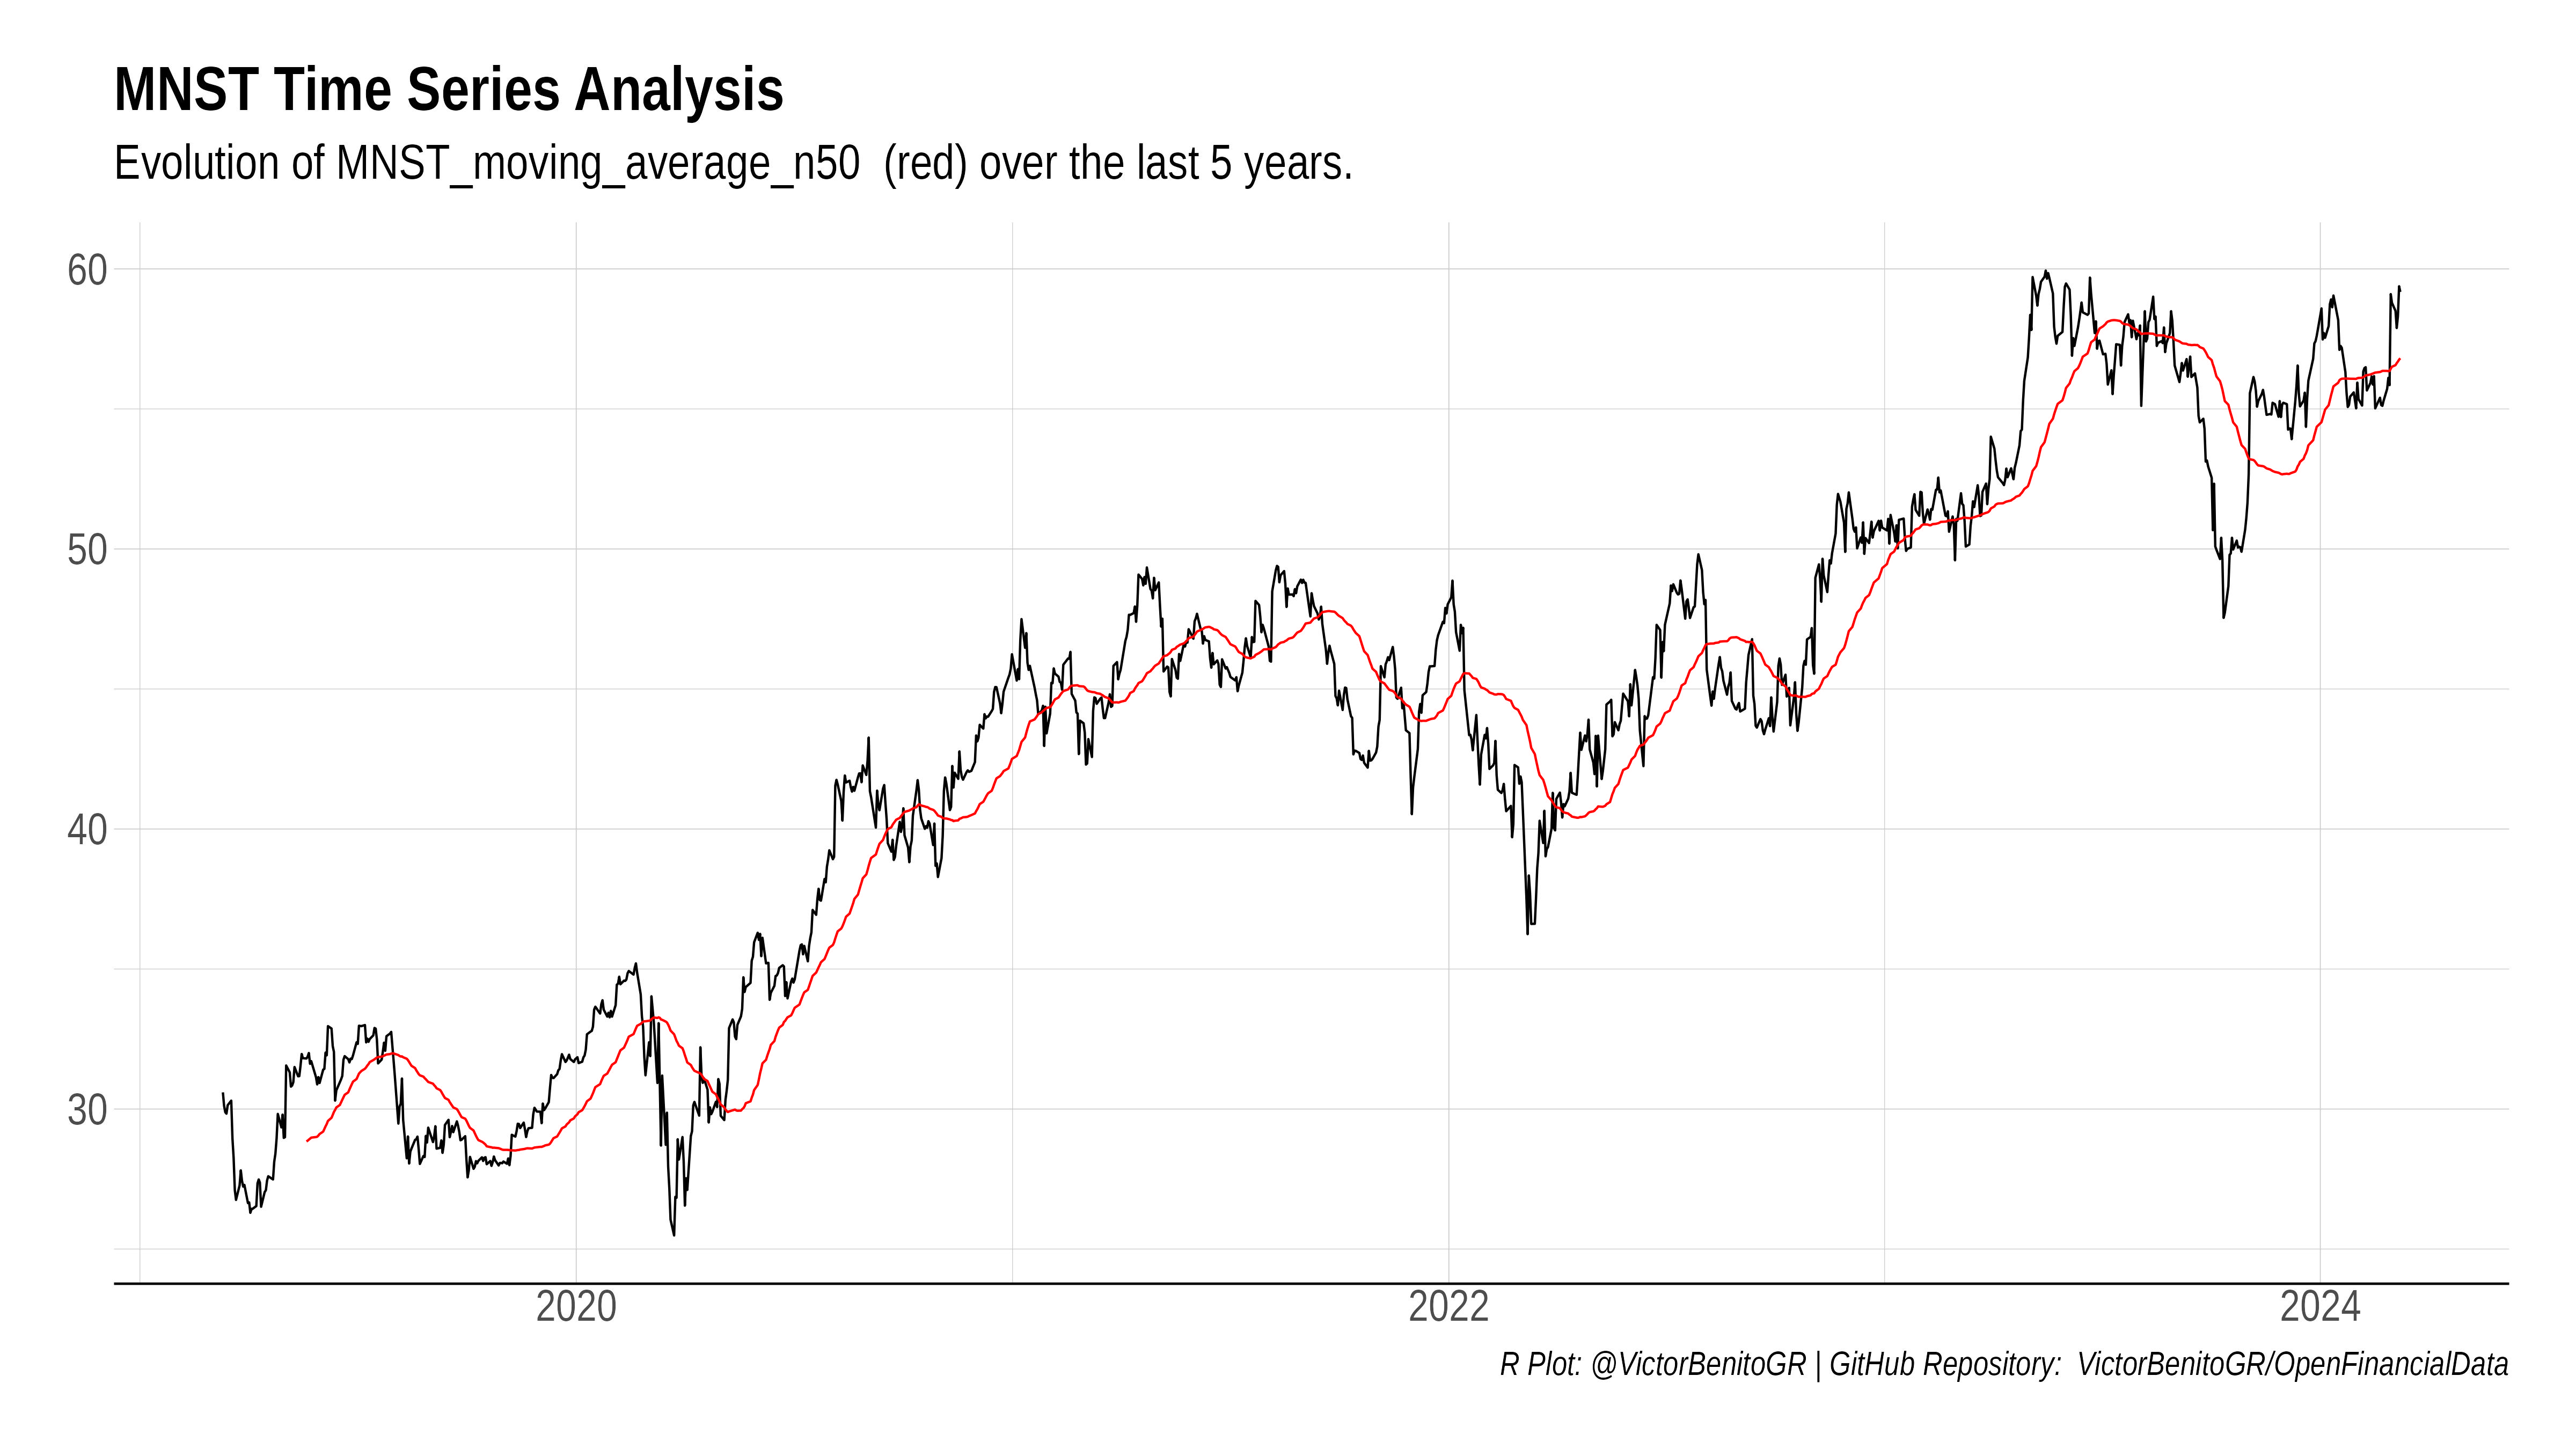 MNST Time Series Analysis
Evolution of MNST_moving_average_n50  (red) over the last 5 years.
60
50
40
30
2020 2022 2024
R Plot: @VictorBenitoGR | GitHub Repository:  VictorBenitoGR/OpenFinancialData